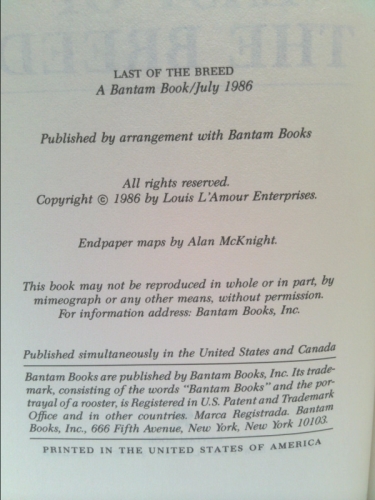 LAST OF THE BREED
A Bantam Book/July 1986
Published by arrangement with Bantam Books
All rights reserved.
Copyright © 1986 by Louis L'Amour Enterprises.
Endpaper maps by Alan McKnight.
This book may not be reproduced in whole or in part, by
mimeograph or any other means, without permission.
For information address: Bantam Books, Inc.
Published simultaneously in the United States and Canada
Bantam Books are published by Bantam Books, Inc. Its trade-
mark, consisting of the words "Bantam Books" and the por-
trayal of a rooster, is Registered in U.S. Patent and Trademark
Office and in other countries. Marca Registrada. Bantam
Books, Inc., 666 Fifth Avenue, New York, New York 10103.
PRINTED IN THE UNITED STATES OF AMERICA